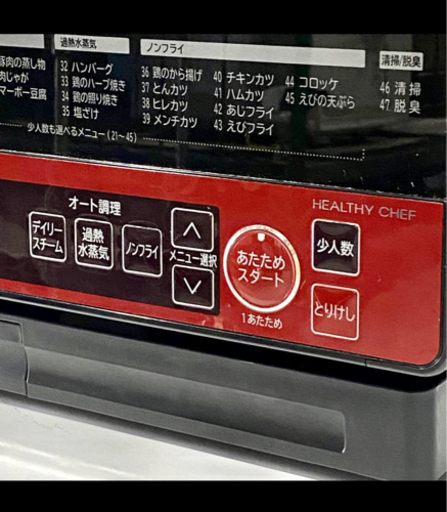 過熱水蒸気
ノンフライ
清掃/脱臭
豚肉の蒸し物
肉じゃが
マーボー豆腐
32 ハンバーグ
33 鶏のハーブ焼き
34 鶏の照り焼き
35 塩ざけ
36 鶏のから揚げ
37 とんカツ
38 ヒレカツ
39 メンチカツ
40 チキンカツ
41 ハムカツ
42 あじフライ
43 えびフライ
44 コロッケ
45 えびの天ぷら
46 清掃
47 脱臭
少人数も選べるメニュー(21~45)
HEALTHY CHEF
オート調理
デイリー
スチーム
過熱
水蒸気
ノンフライ
メニュー選択
あたため
スタート
1あたため
少人数
とりけし